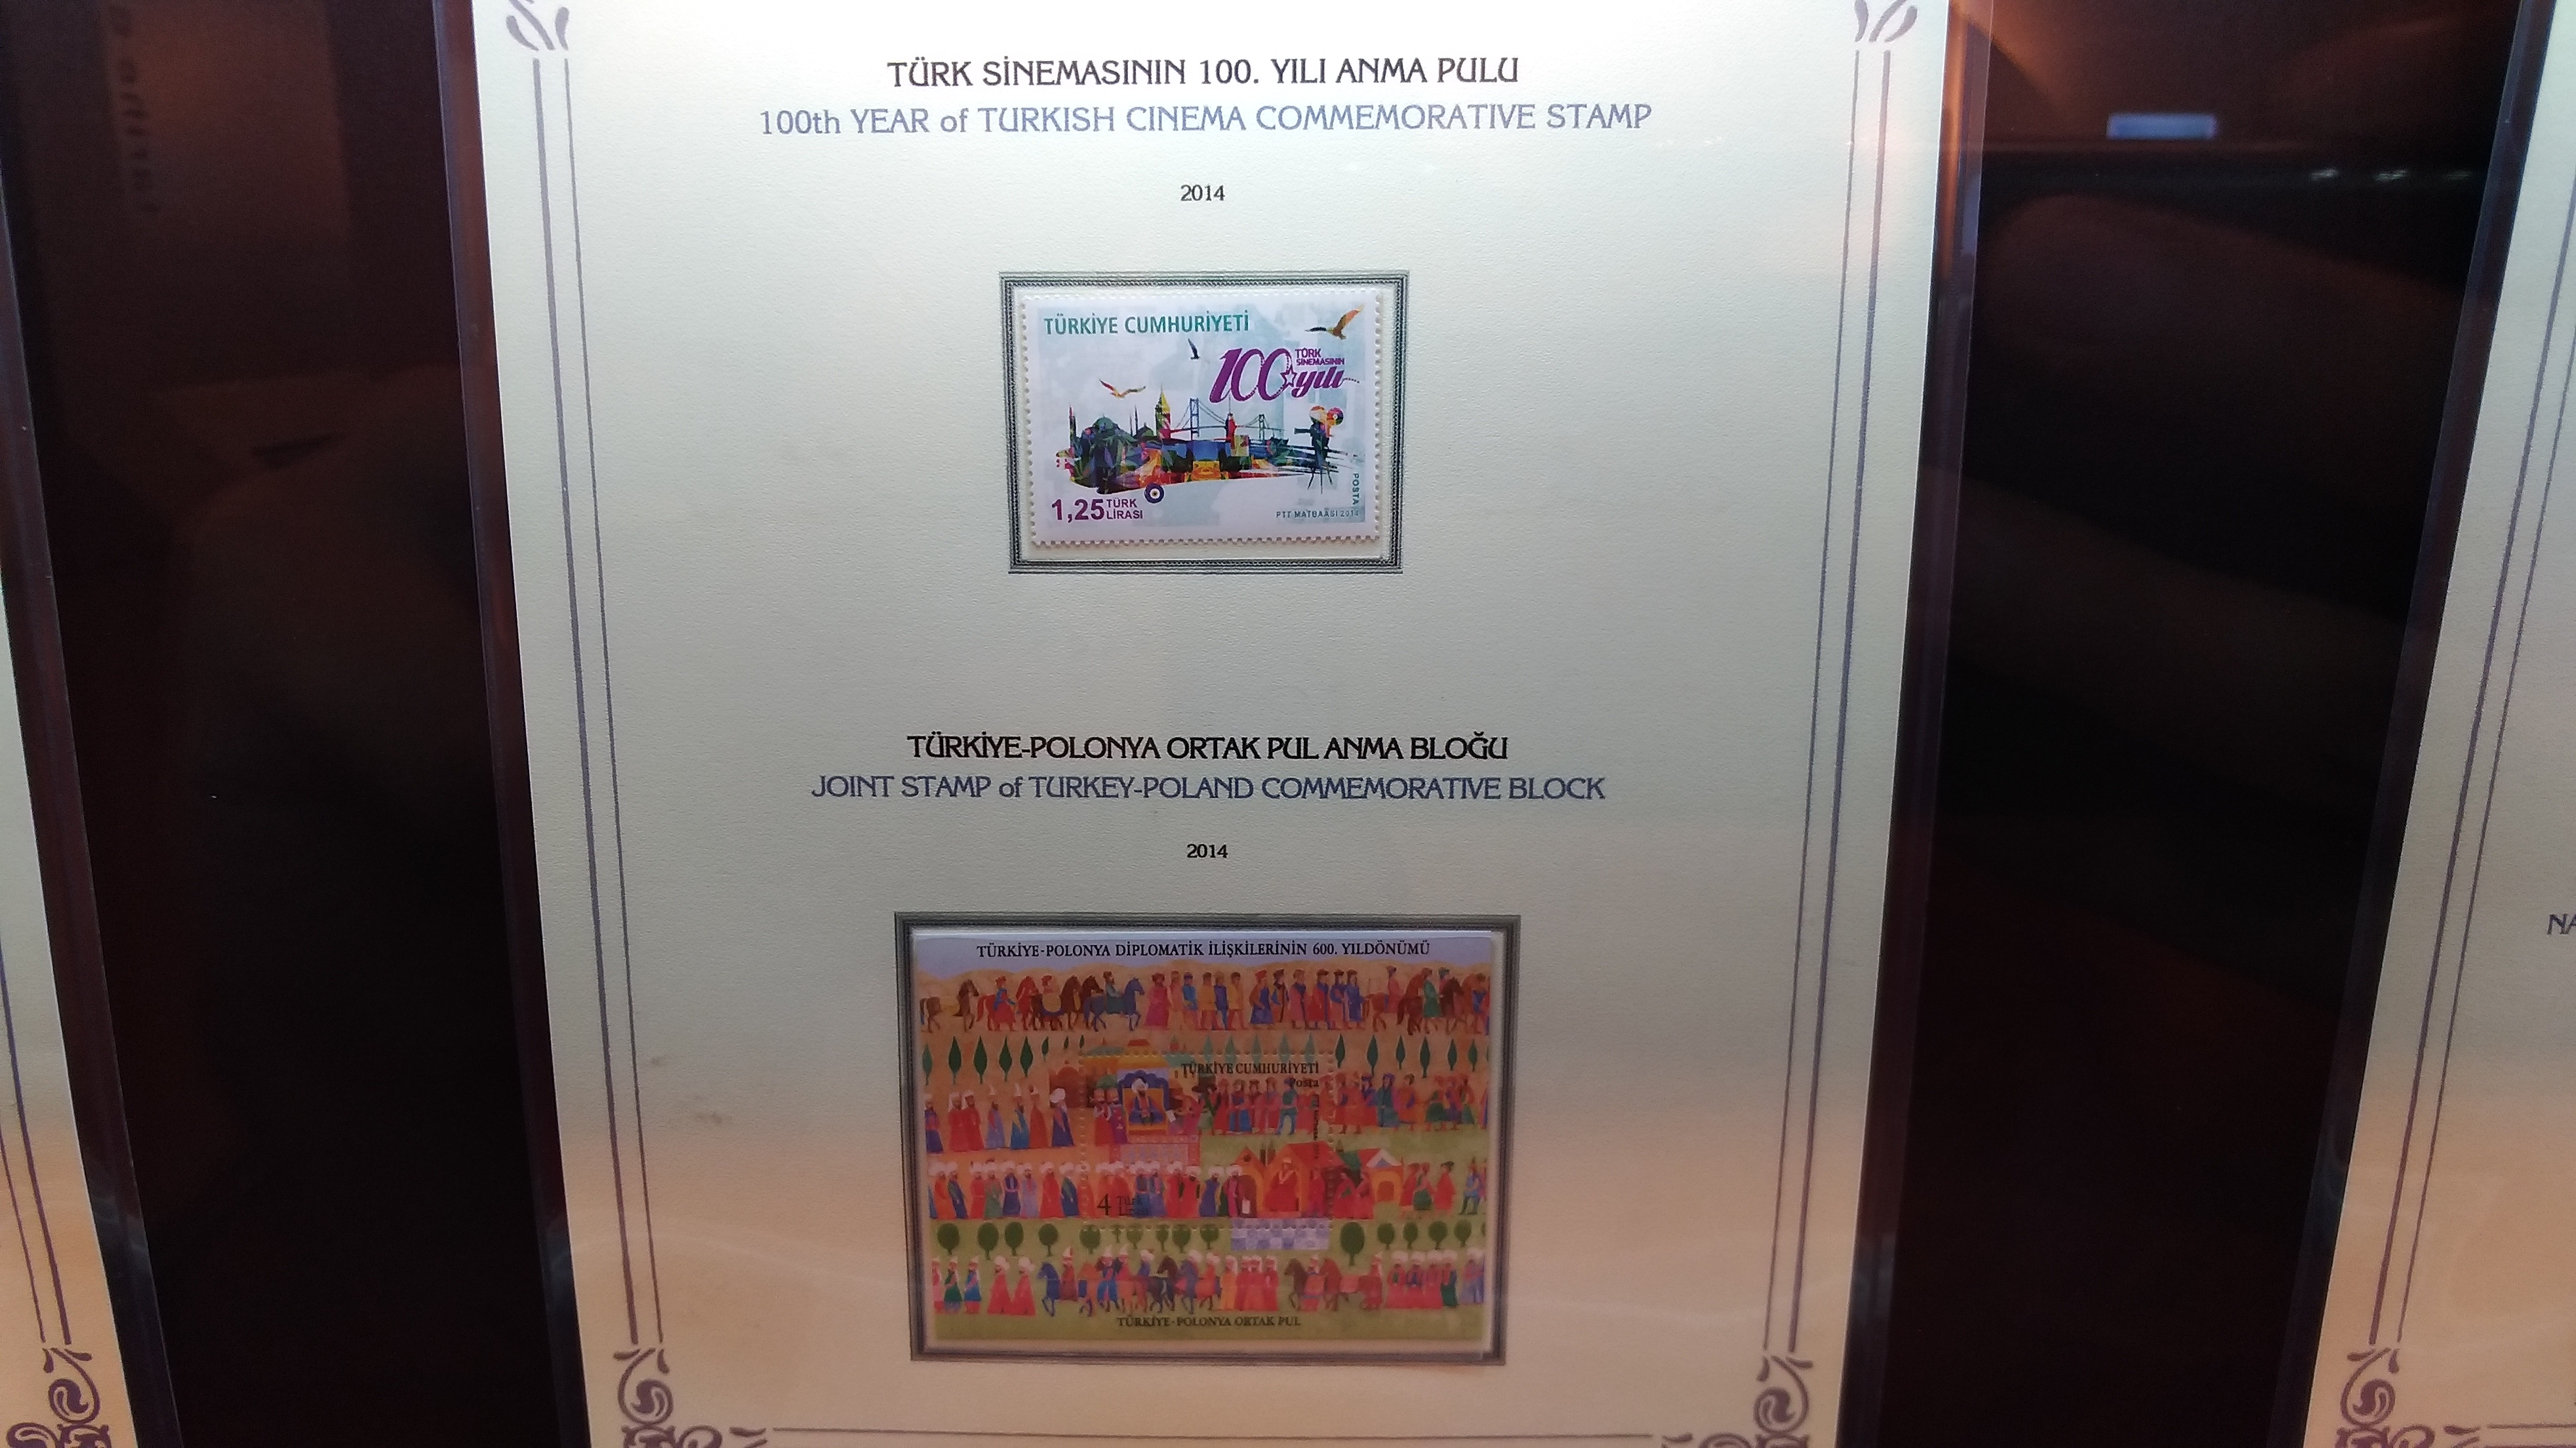 TÜRK SİNEMASININ 100. YILI ANMA PULU
100th YEAR of TURKISH CINEMA COMMEMORATIVE STAMP
2014
TÜRKİYE CUMHURİYETİ
100
TÜRK
SİNEMASININ
yılı
1,25 TÜRK
LİRASI
POSTA
PTT MATBAASI 2014
TÜRKİYE-POLONYA ORTAK PUL ANMA BLOĞU
JOINT STAMP of TURKEY-POLAND COMMEMORATIVE BLOCK
2014
TÜRKİYE-POLONYA DİPLOMATİK İLİŞKİLERİNİN 600. YILDÖNÜMÜ
TÜRKİYE CUMHURİYETİ
Posta
4 Türk
TÜRKİYE-POLONYA ORTAK PUL
NA